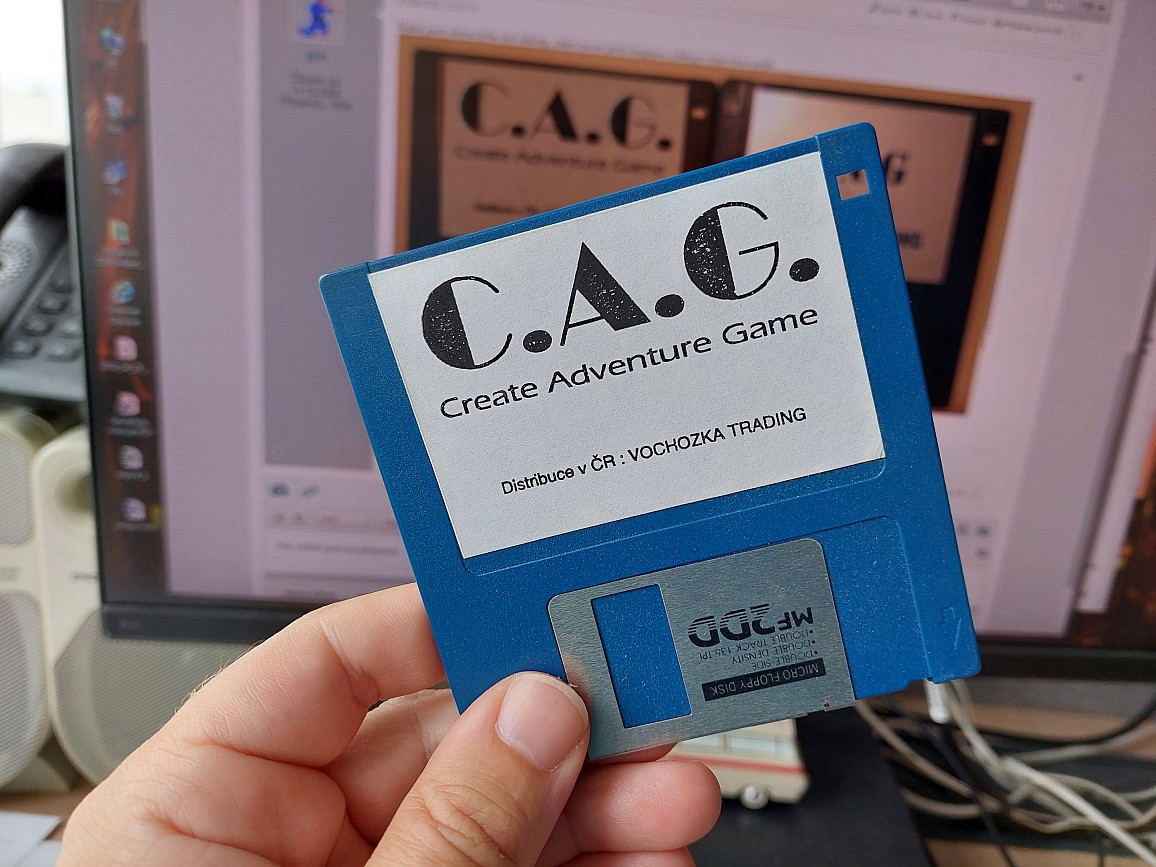 C.A.G.
Create Adventure Game
C.A.G.
Create Adventure Game
Distribuce v ČR : VOCHOZKA TRADING
MF2DD
•DOUBLE TRACK 135 TPI
•DOUBLE DENSITY
•DOUBLE SIDE
MICRO FLOPPY DISK